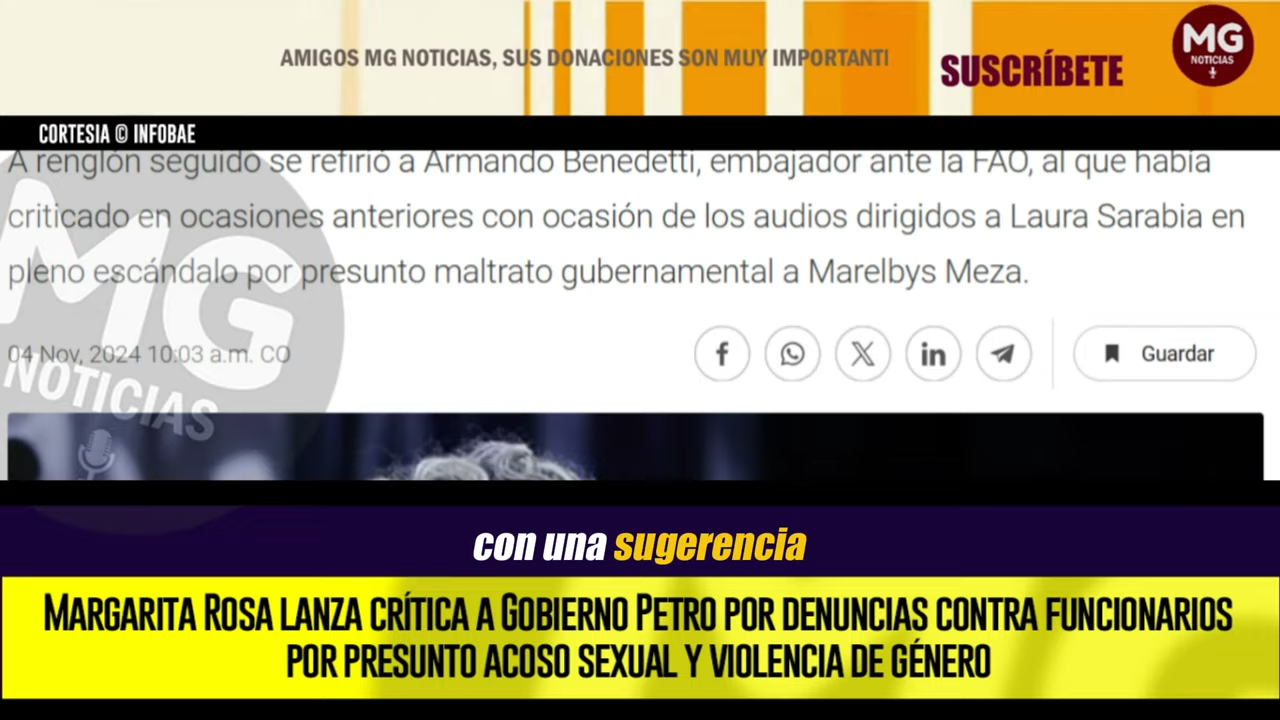 AMIGOS MG NOTICIAS, SUS DONACIONES SON MUY IMPORTANTI
SUSCRÍBETE
MG
NOTICIAS
CORTESIA © INFOBAE
A renglón seguido se refirió a Armando Benedetti, embajador ante la FAO, al que había
criticado en ocasiones anteriores con ocasión de los audios dirigidos a Laura Sarabia en
pleno escándalo por presunto maltrato gubernamental a Marelbys Meza.
MG
NOTICIAS
04 Nov, 2024 10:03 a.m. CO
Guardar
con una sugerencia
MARGARITA ROSA LANZA CRÍTICA A GOBIERNO PETRO POR DENUNCIAS CONTRA FUNCIONARIOS
POR PRESUNTO ACOSO SEXUAL Y VIOLENCIA DE GÉNERO